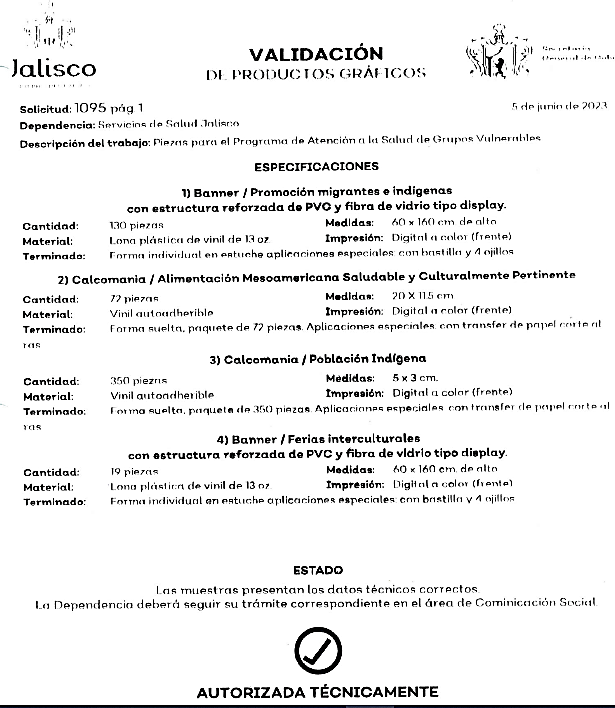 Jalisco
VALIDACIÓN
DE PRODUCTOS GRÁFICOS
Secretaría
General de
Solicitud: 1095 pág 1
5 de junio de 2023
Dependencia: Servicios de Salud Jalisco
Descripción del trabajo: Piezas para el Programa de Atención a la Salud de Grupos Vulnerables
ESPECIFICACIONES
1) Banner / Promoción migrantes e indígenas
con estructura reforzada de PVC y fibra de vidrio tipo display.
Cantidad: 130 piezas Medidas: 60 x 160 cm. de alto
Material: Lona plástica de vinil de 13 oz Impresión: Digital a color (frente)
Terminado: Forma individual en estuche aplicaciones especiales: con bastilla y 4 ojillos
2) Calcomania / Alimentación Mesoamericana Saludable y Culturalmente Pertinente
Cantidad: 72 piezas Medidas: 20 X 11.5 cm
Material: Vinil autoadherible Impresión: Digital a color (frente)
Terminado: Forma suelta, paquete de 72 piezas. Aplicaciones especiales: con transfer de papel corte al
ras
3) Calcomania / Población Indígena
Cantidad: 350 piezas Medidas: 5 x 3 cm.
Material: Vinil autoadherible Impresión: Digital a color (frente)
Terminado: Forma suelta, paquete de 350 piezas. Aplicaciones especiales: con transfer de papel corte al
ras
4) Banner / Ferias interculturales
con estructura reforzada de PVC y fibra de vidrio tipo display.
Cantidad: 19 piezas Medidas: 60 x 160 cm. de alto
Material: Lona plástica de vinil de 13 oz Impresión: Digital a color (frente)
Terminado: Forma individual en estuche aplicaciones especiales: con bastilla y 4 ojillos
ESTADO
Las muestras presentan los datos técnicos correctos.
La Dependencia deberá seguir su trámite correspondiente en el área de Cominicación Social.
AUTORIZADA TÉCNICAMENTE